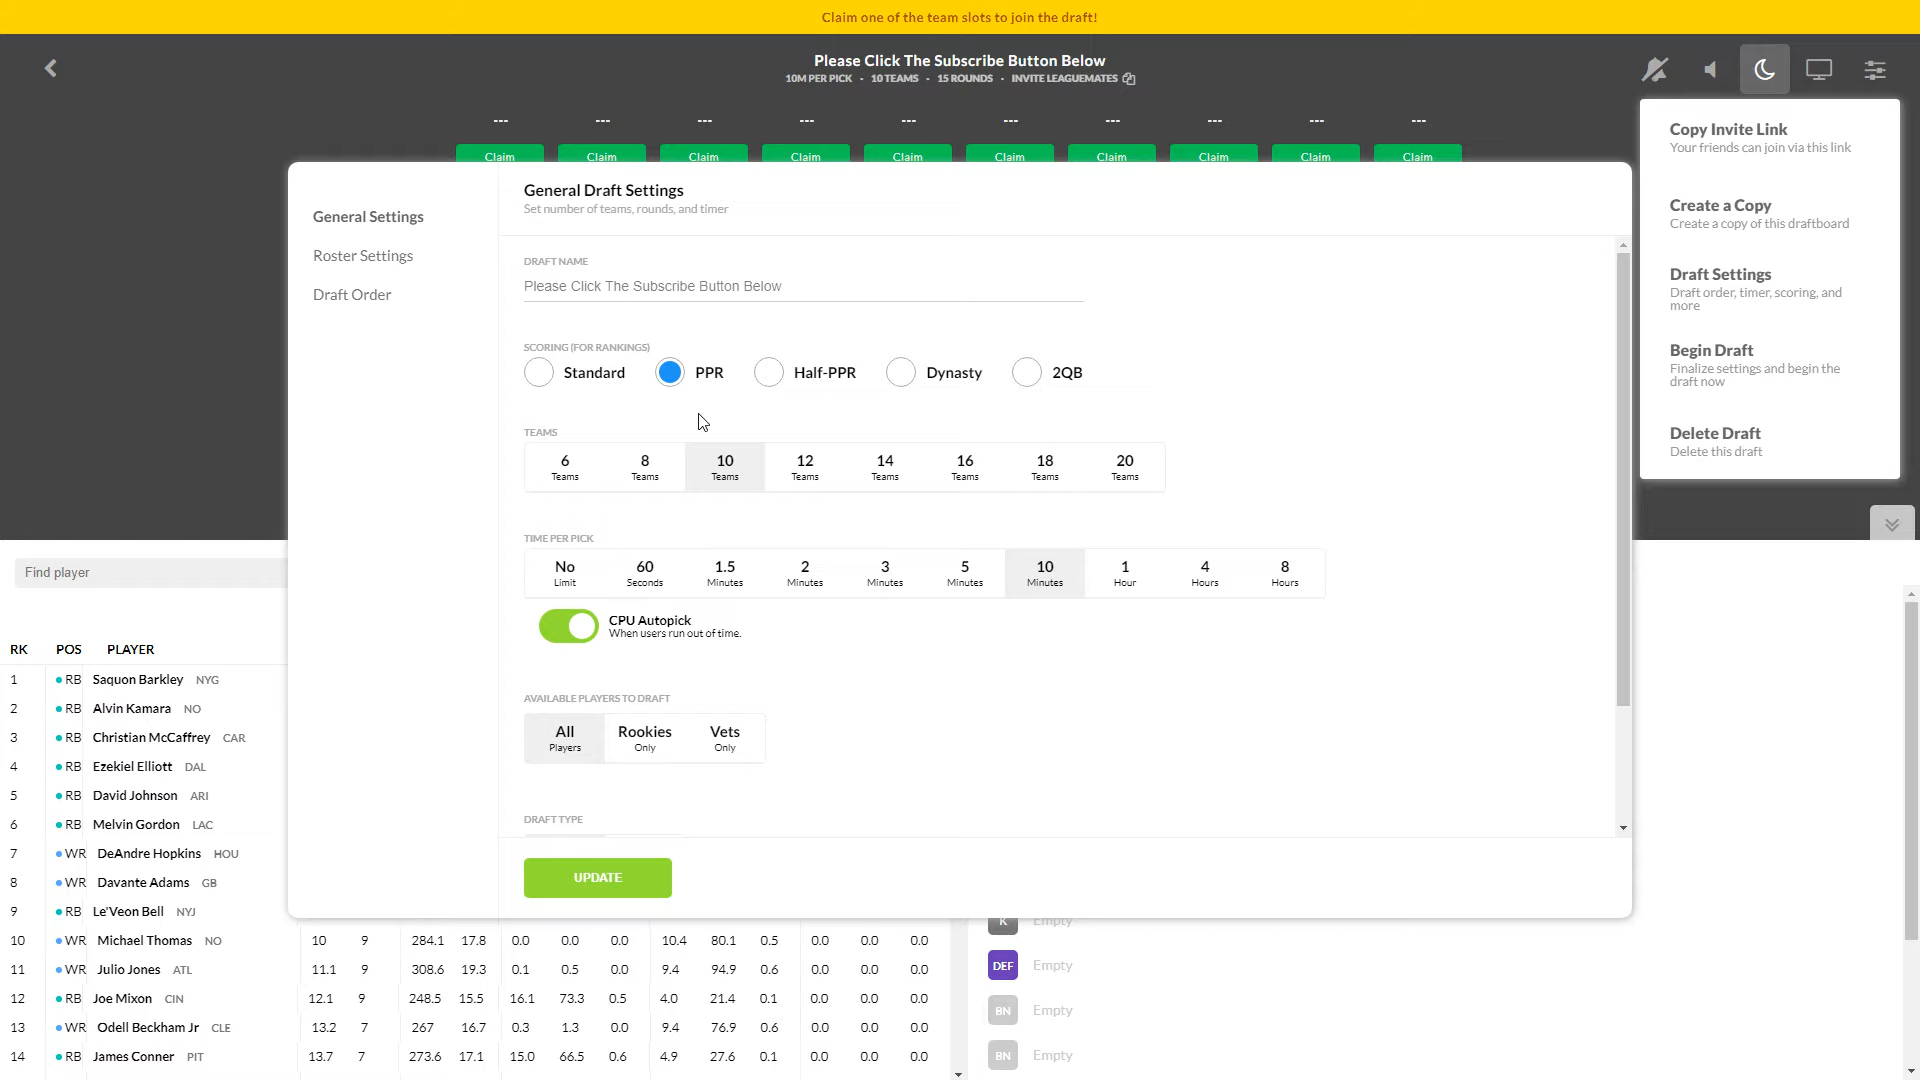 Claim one of the team slots to join the draft!
Please Click The Subscribe Button Below
10M PER PICK - 10 TEAMS - 15 ROUNDS - INVITE LEAGUEMATES
--- --- --- --- --- --- --- --- --- ---
Claim Claim Claim Claim Claim Claim Claim Claim Claim Claim
Copy Invite Link
Your friends can join via this link
Create a Copy
Create a copy of this draftboard
Draft Settings
Draft order, timer, scoring, and
more
Begin Draft
Finalize settings and begin the
draft now
Delete Draft
Delete this draft
General Settings
Roster Settings
Draft Order
General Draft Settings
Set number of teams, rounds, and timer
DRAFT NAME
Please Click The Subscribe Button Below
SCORING (FOR RANKINGS)
Standard PPR Half-PPR Dynasty 2QB
TEAMS
6 8 10 12 14 16 18 20
Teams Teams Teams Teams Teams Teams Teams Teams
TIME PER PICK
No 60 1.5 2 3 5 10 1 4 8
Limit Seconds Minutes Minutes Minutes Minutes Minutes Hour Hours Hours
CPU Autopick
When users run out of time.
AVAILABLE PLAYERS TO DRAFT
All Rookies Vets
Players Only Only
DRAFT TYPE
UPDATE
Find player
RK POS PLAYER
1 RB Saquon Barkley NYG
2 RB Alvin Kamara NO
3 RB Christian McCaffrey CAR
4 RB Ezekiel Elliott DAL
5 RB David Johnson ARI
6 RB Melvin Gordon LAC
7 WR DeAndre Hopkins HOU
8 WR Davante Adams GB
9 RB Le'Veon Bell NYJ
10 WR Michael Thomas NO 10 9 284.1 17.8 0.0 0.0 0.0 10.4 80.1 0.5 0.0 0.0 0.0
11 WR Julio Jones ATL 11.1 9 308.6 19.3 0.1 0.5 0.0 9.4 94.9 0.6 0.0 0.0 0.0
12 RB Joe Mixon CIN 12.1 9 248.5 15.5 16.1 73.3 0.5 4.0 21.4 0.1 0.0 0.0 0.0
13 WR Odell Beckham Jr CLE 13.2 7 267 16.7 0.3 1.3 0.0 9.4 76.9 0.6 0.0 0.0 0.0
14 RB James Conner PIT 13.7 7 273.6 17.1 15.0 66.5 0.6 4.9 27.6 0.1 0.0 0.0 0.0
K Empty
DEF Empty
BN Empty
BN Empty